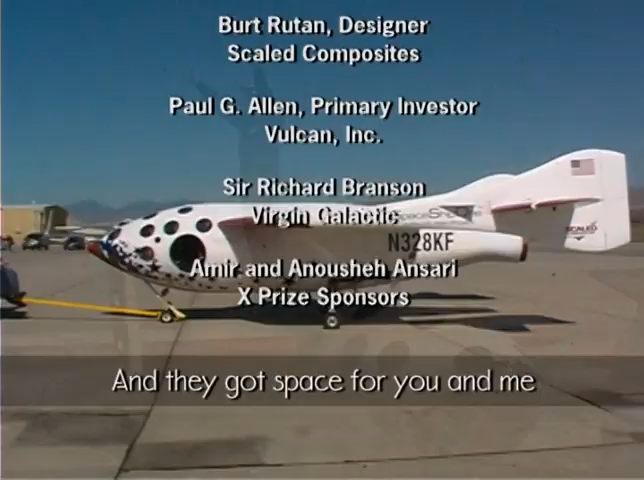 Burt Rutan, Designer
Scaled Composites
Paul G. Allen, Primary Investor
Vulcan, Inc.
Sir Richard Branson
Virgin Galactic
N328KF
SCALED
Amir and Anousheh Ansari
X Prize Sponsors
And they got space for you and me